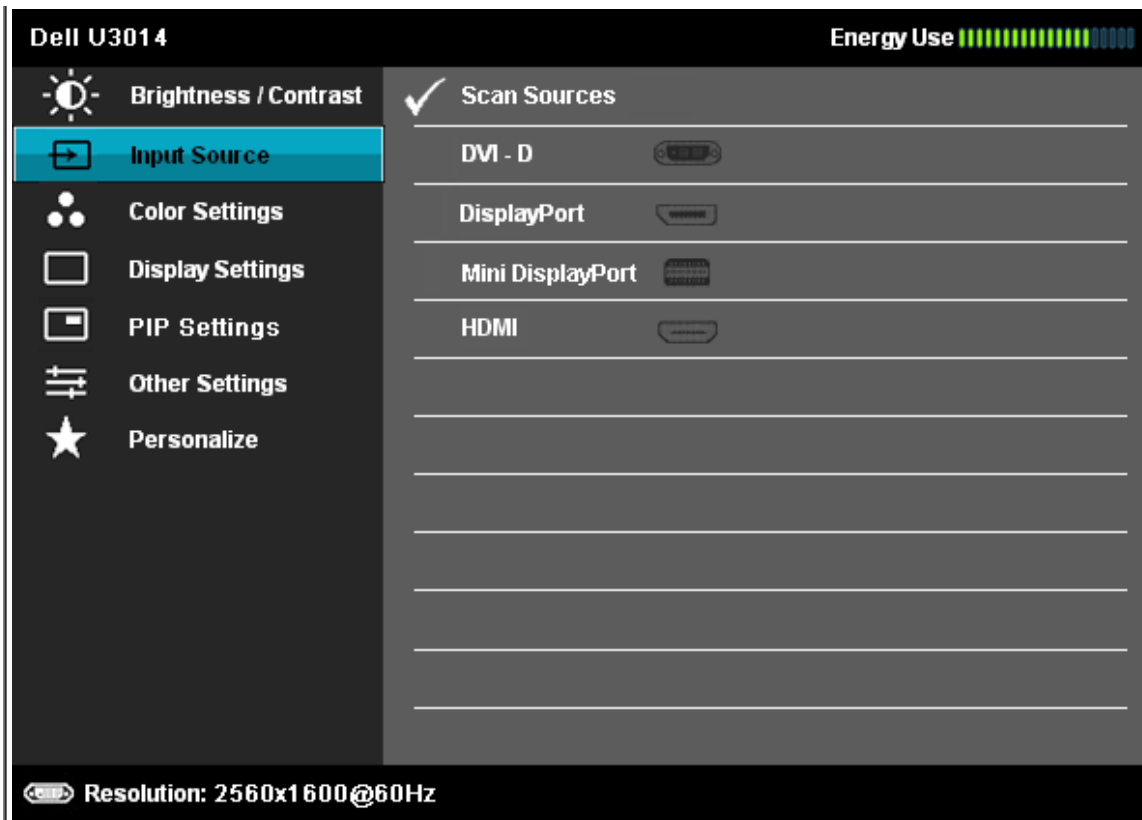 Dell U3014 Energy Use
Brightness / Contrast Scan Sources
Input Source DVI - D
Color Settings DisplayPort
Display Settings Mini DisplayPort
PIP Settings HDMI
Other Settings
Personalize
Resolution: 2560x1600@60Hz